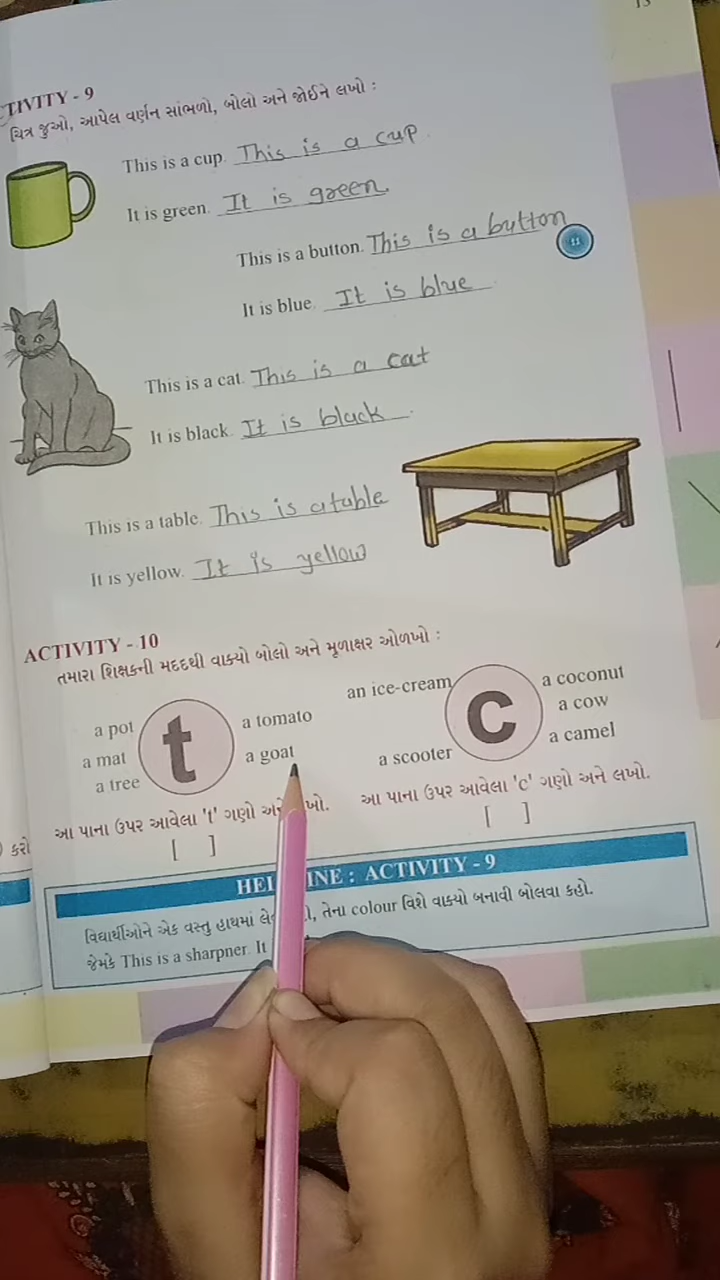 TIVITY - 9
ચિત્ર જુઓ, આપેલ વર્ણન સાંભળો, બોલો અને જોઈને લખો :
This is a cup. This is a cup.
It is green. It is green.
This is a button. This is a button
It is blue. It is blue
This is a cat. This is a cat
It is black. It is black.
This is a table. This is a table
It is yellow. It is yellow
ACTIVITY - 10
તમારા શિક્ષકની મદદથી વાક્યો બોલો અને મૂળાક્ષર ઓળખો :
a pot
a mat
a tree
t
a tomato
a goat
an ice-cream
a scooter
c
a coconut
a cow
a camel
આ પાના ઉપર આવેલા 't' ગણો
[ ]
આ પાના ઉપર આવેલા 'c' ગણો અને લખો.
[ ]
કરો
: ACTIVITY - 9
વિદ્યાર્થીઓને એક વસ્તુ હાથમાં તેના colour વિશે વાક્યો બનાવી બોલવા કહો.
જેમકે This is a sharpner. It